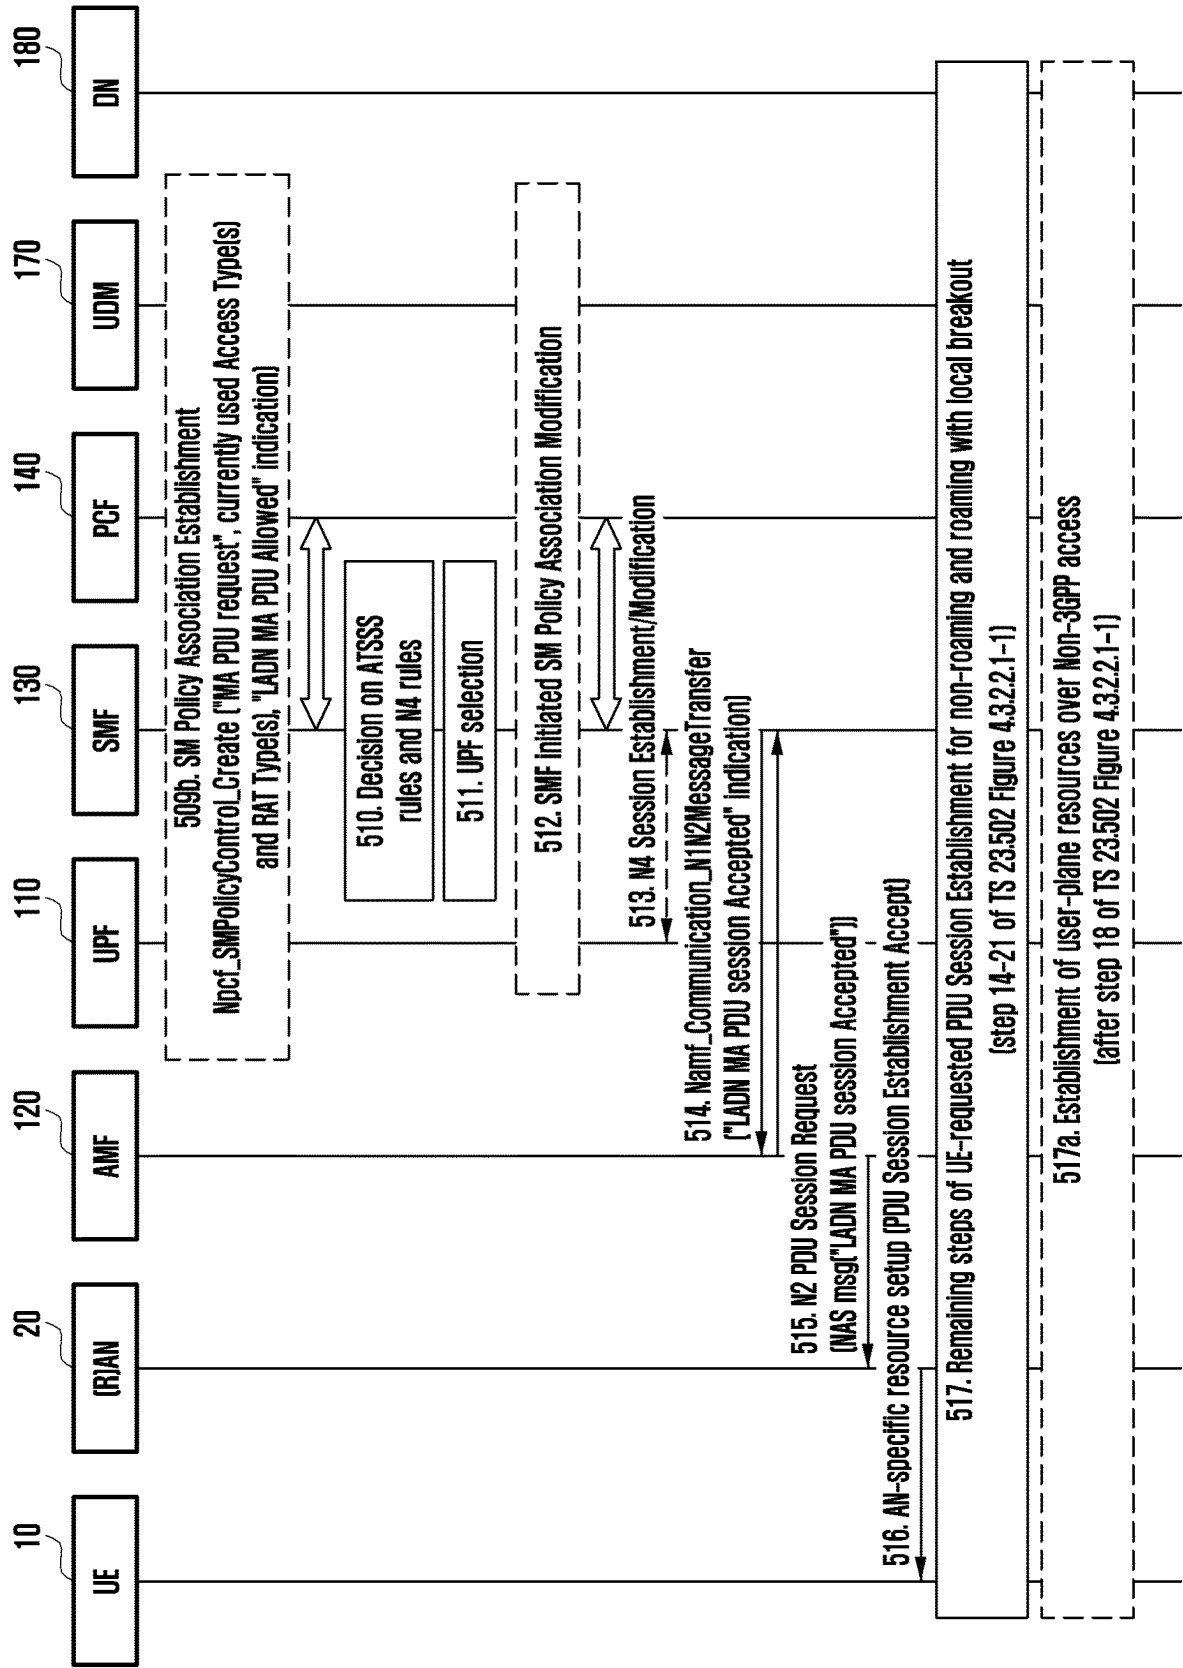 10
20
120
110
130
140
170
180
UE
(R)AN
AMF
UPF
SMF
PCF
UDM
DN
509b. SM Policy Association Establishment
Npcf_SMPolicyControl_Create ("MA PDU request", currently used Access Type(s)
and RAT Type(s), "LADN MA PDU Allowed" indication)
510. Decision on ATSSS
rules and N4 rules
511. UPF selection
512. SMF initiated SM Policy Association Modification
513. N4 Session Establishment/Modification
514. Namf_Communication_N1N2MessageTransfer
("LADN MA PDU session Accepted" indication)
515. N2 PDU Session Request
(NAS msg("LADN MA PDU session Accepted"))
516. AN-specific resource setup (PDU Session Establishment Accept)
517. Remaining steps of UE-requested PDU Session Establishment for non-roaming and roaming with local breakout
(step 14-21 of TS 23.502 Figure 4.3.2.2.1-1)
517a. Establishment of user-plane resources over Non-3GPP access
(after step 18 of TS 23.502 Figure 4.3.2.2.1-1)